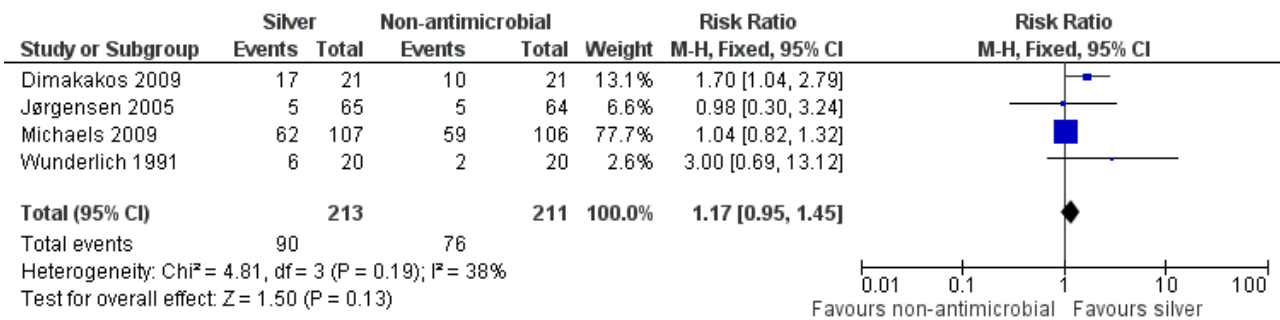 Silver Non-antimicrobial Risk Ratio Risk Ratio
Study or Subgroup Events Total Events Total Weight M-H, Fixed, 95% CI M-H, Fixed, 95% CI
Dimakakos 2009 17 21 10 21 13.1% 1.70 [1.04, 2.79]
Jørgensen 2005 5 65 5 64 6.6% 0.98 [0.30, 3.24]
Michaels 2009 62 107 59 106 77.7% 1.04 [0.82, 1.32]
Wunderlich 1991 6 20 2 20 2.6% 3.00 [0.69, 13.12]
Total (95% CI) 213 211 100.0% 1.17 [0.95, 1.45]
Total events 90 76
Heterogeneity: Chi² = 4.81, df = 3 (P = 0.19); I² = 38%
Test for overall effect: Z = 1.50 (P = 0.13)
0.01 0.1 1 10 100
Favours non-antimicrobial Favours silver